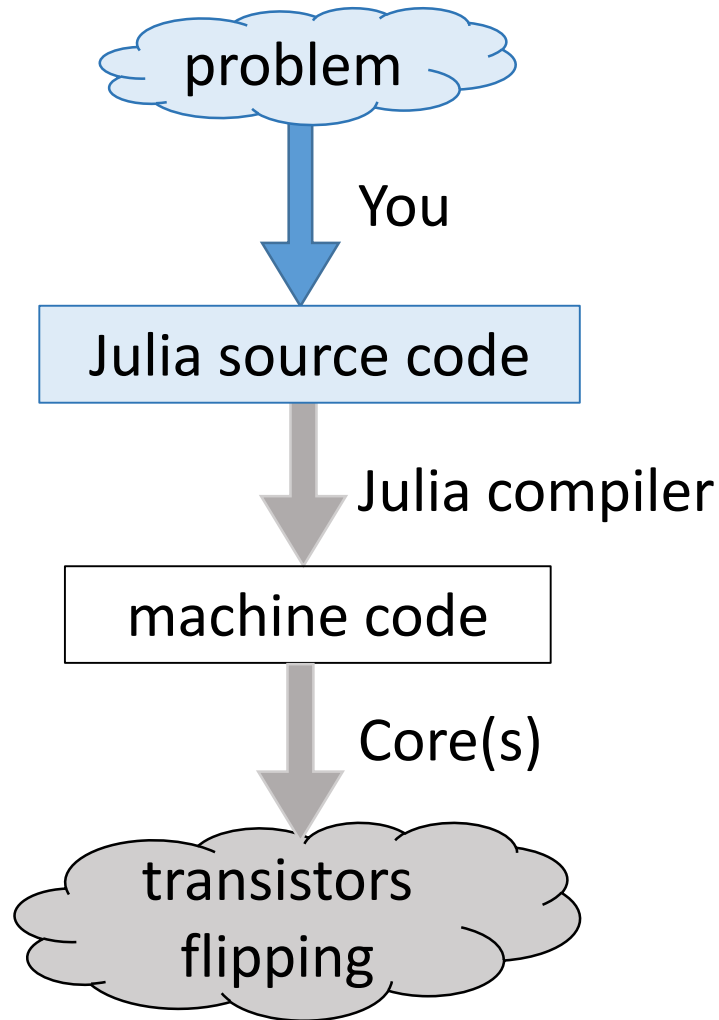 problem
You
Julia source code
Julia compiler
machine code
Core(s)
transistors
flipping